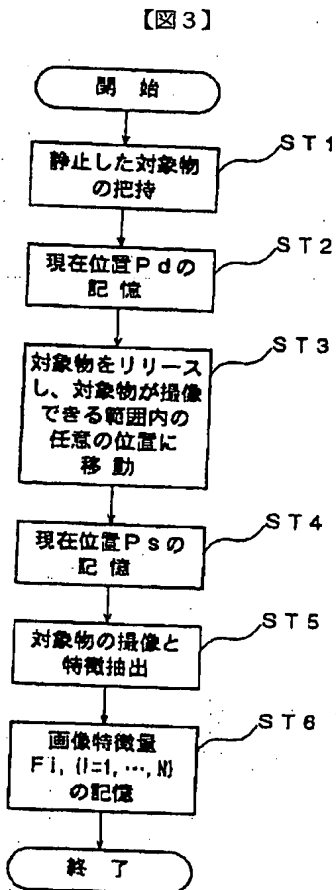 【図３】
開　始
ＳＴ１
静止した対象物
の把持
ＳＴ２
現在位置Ｐｄの
記 憶
ＳＴ３
対象物をリリース
し、対象物が撮像
できる範囲内の
任意の位置に
移 動
ＳＴ４
現在位置Ｐｓの
記憶
ＳＴ５
対象物の撮像と
特徴抽出
ＳＴ６
画像特徴量
Ｆｉ, (i=1, …, N)
の記憶
終　了